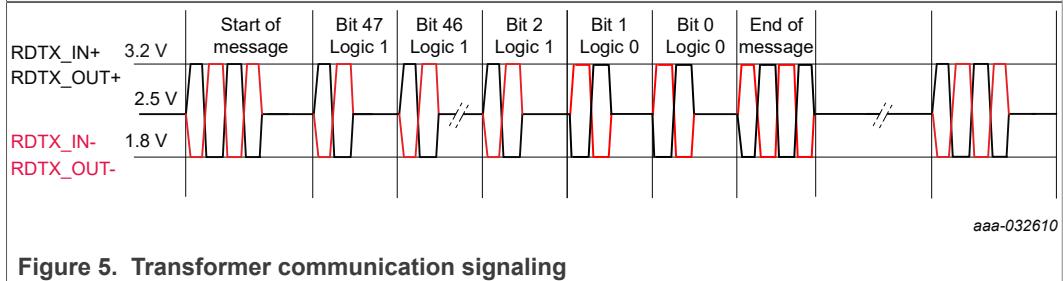 Start of message
Bit 47 Logic 1
Bit 46 Logic 1
Bit 2 Logic 1
Bit 1 Logic 0
Bit 0 Logic 0
End of message
RDTX_IN+ 3.2 V
RDTX_OUT+
2.5 V
RDTX_IN- 1.8 V
RDTX_OUT-
aaa-032610
Figure 5. Transformer communication signaling